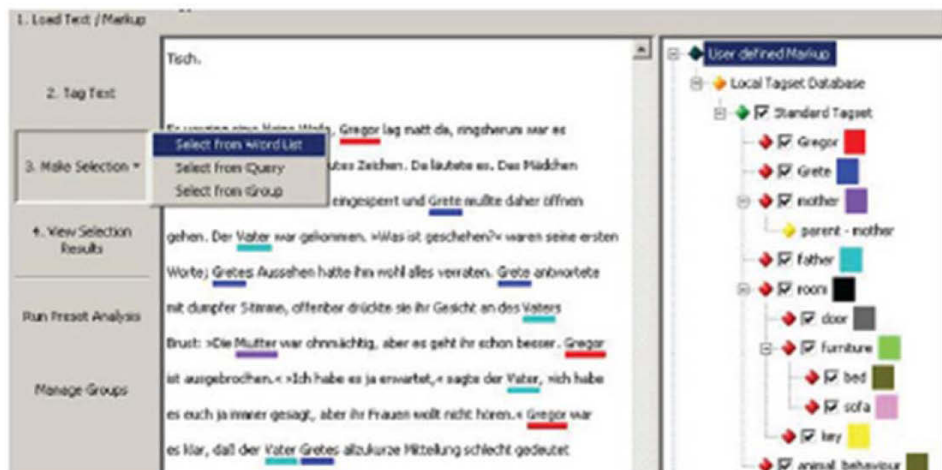 1. Load Text / Markup
2. Tag Text
3. Make Selection
4. View Selection
Results
Run Preset Analysis
Manage Groups
Select from Word List
Select from Query
Select from Group
Tisch.
Gregor lag matt da, ringsherum war es
Zeichen. Da läutete es. Das Mädchen
eingesperrt und Grete mußte daher öffnen
gehen. Der Vater war gekommen. »Was ist geschehen?« waren seine ersten
Worte; Gretes Aussehen hatte ihm wohl alles verraten. Grete antwortete
mit dumpfer Stimme, offenbar drückte sie ihr Gesicht an des Vaters
Brust: »Die Mutter war ohnmächtig, aber es geht ihr schon besser. Gregor
ist ausgebrochen.« »Ich habe es ja erwartet,« sagte der Vater, »ich habe
es euch ja immer gesagt, aber ihr Frauen wollt nicht hören.« Gregor war
es klar, daß der Vater Gretes allzukurze Mitteilung schlecht gedeutet
User defined Markup
Local Tagset Database
Standard Tagset
Gregor
Grete
mother
parent - mother
father
room
door
furniture
bed
sofa
key
animal behaviour